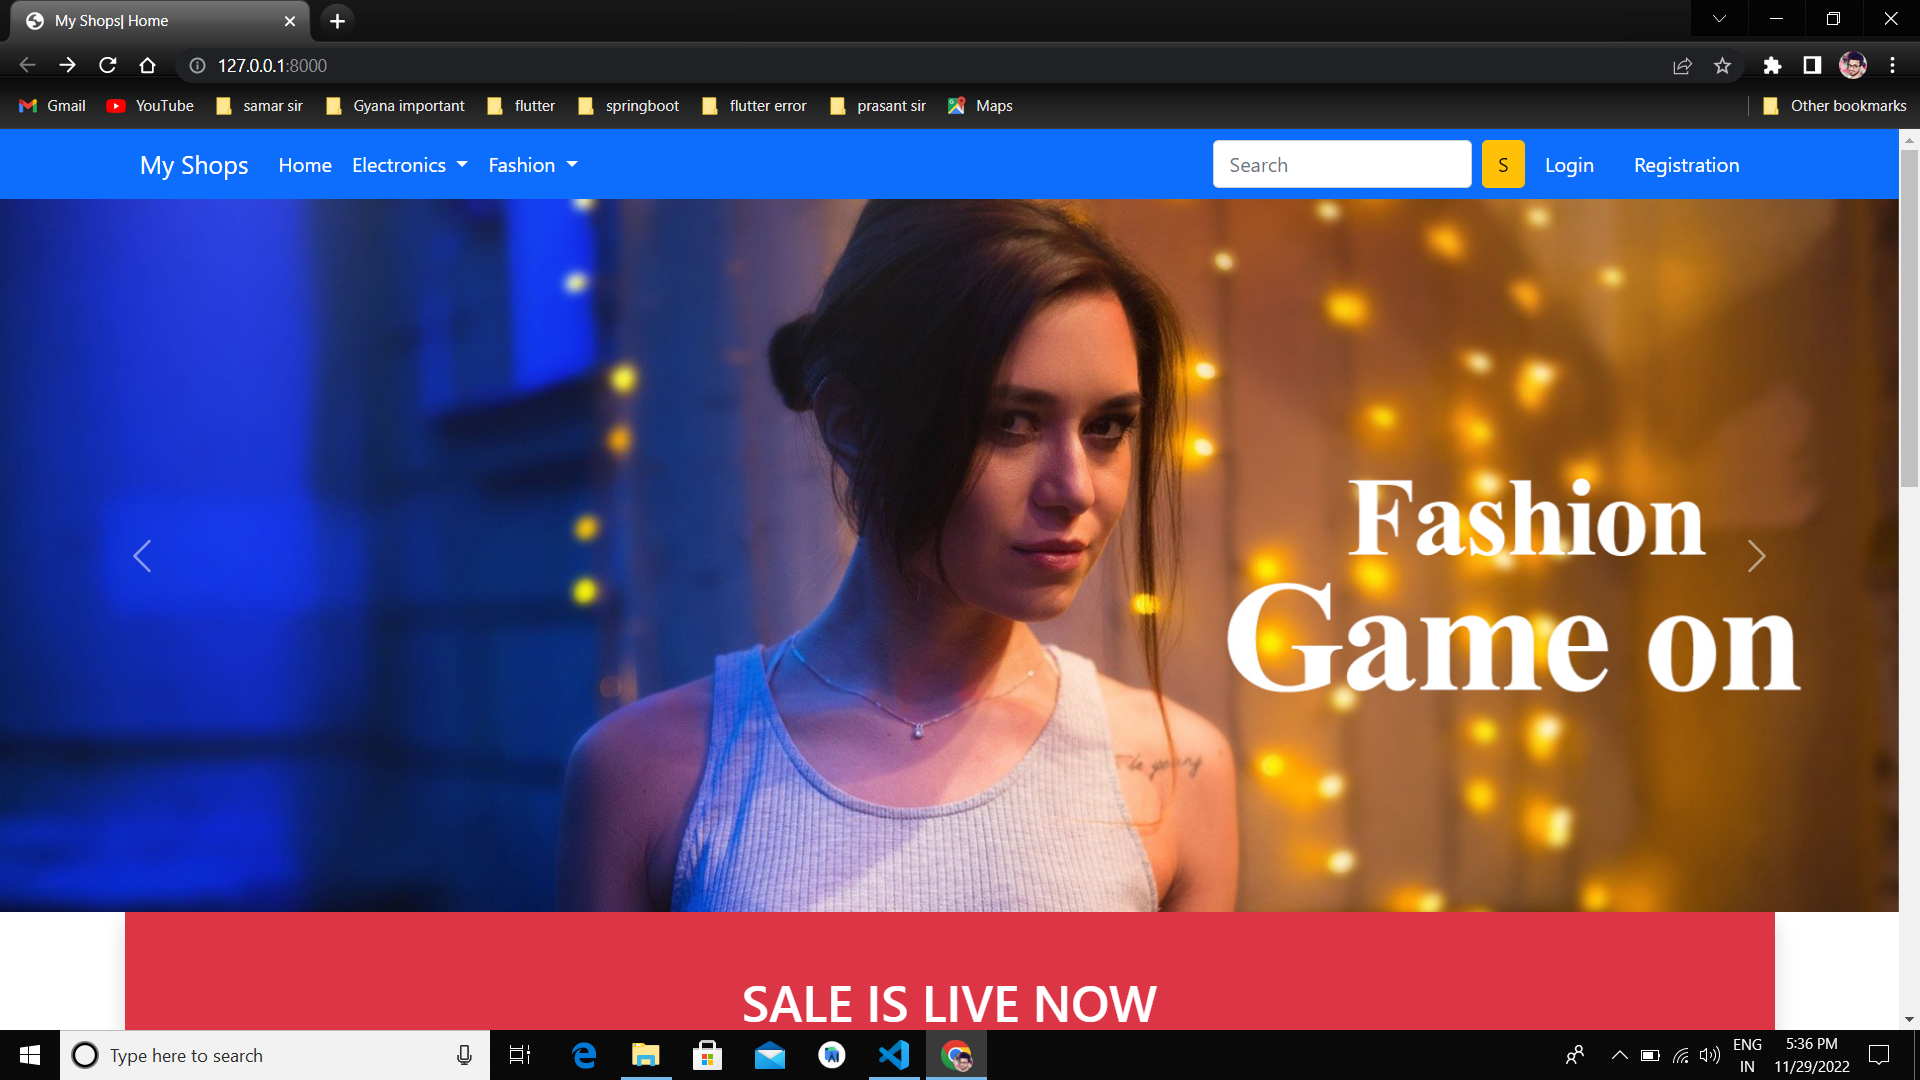 My Shops| Home
127.0.0.1:8000
Gmail YouTube samar sir Gyana important flutter springboot flutter error prasant sir Maps Other bookmarks
My Shops Home Electronics Fashion Search S Login Registration
Fashion
Game on
SALE IS LIVE NOW
Type here to search
ENG
IN
5:36 PM
11/29/2022